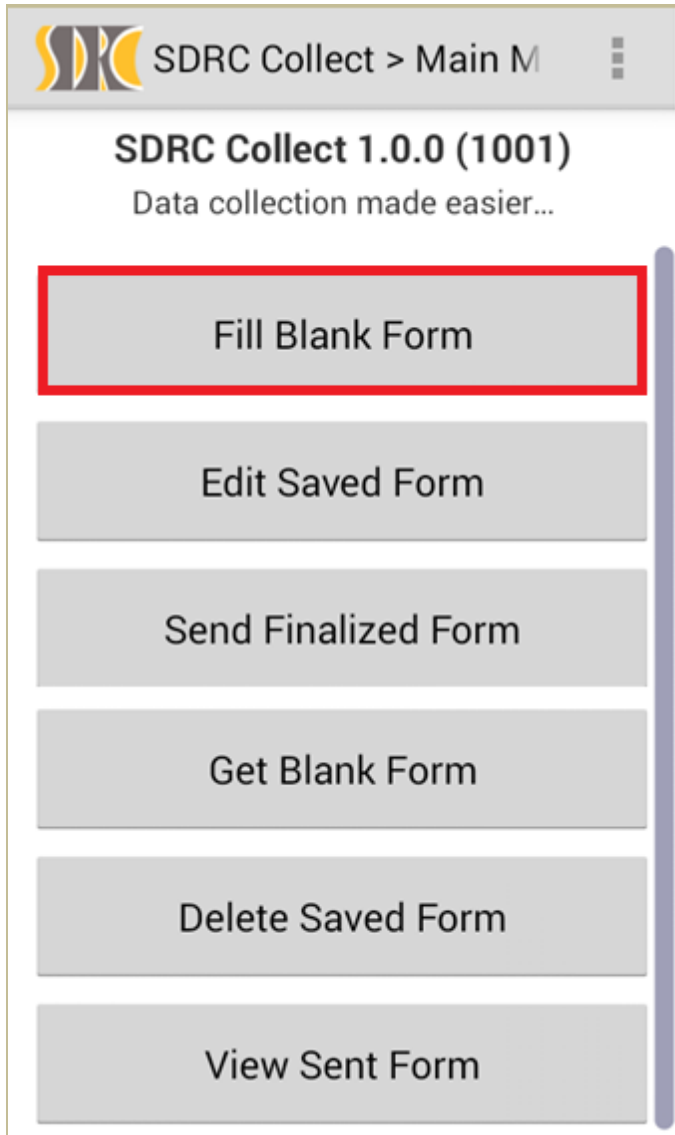 SDRC SDRC Collect > Main M
SDRC Collect 1.0.0 (1001)
Data collection made easier...
Fill Blank Form
Edit Saved Form
Send Finalized Form
Get Blank Form
Delete Saved Form
View Sent Form